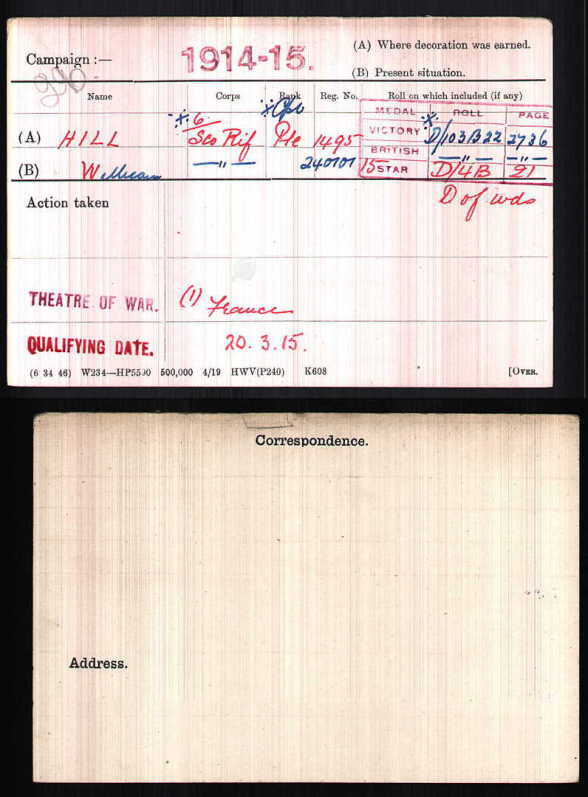 Campaign :— 1914-15. (A) Where decoration was earned.
(B) Present situation.
Name Corps Rank Reg. No. Roll on which included (if any)
MEDAL ROLL PAGE
(A) HILL 6 Sco Rif Cpl Pte 1495 VICTORY D/103B22 2786
BRITISH —"— —"—
(B) William —"— 240101 15 STAR D/4B 21
Action taken D of wds
THEATRE OF WAR. (1) France
QUALIFYING DATE. 20.3.15.
(6 34 46) W234—HP5590 500,000 4/19 HWV(P240) K608 [OVER.
Correspondence.
Address.